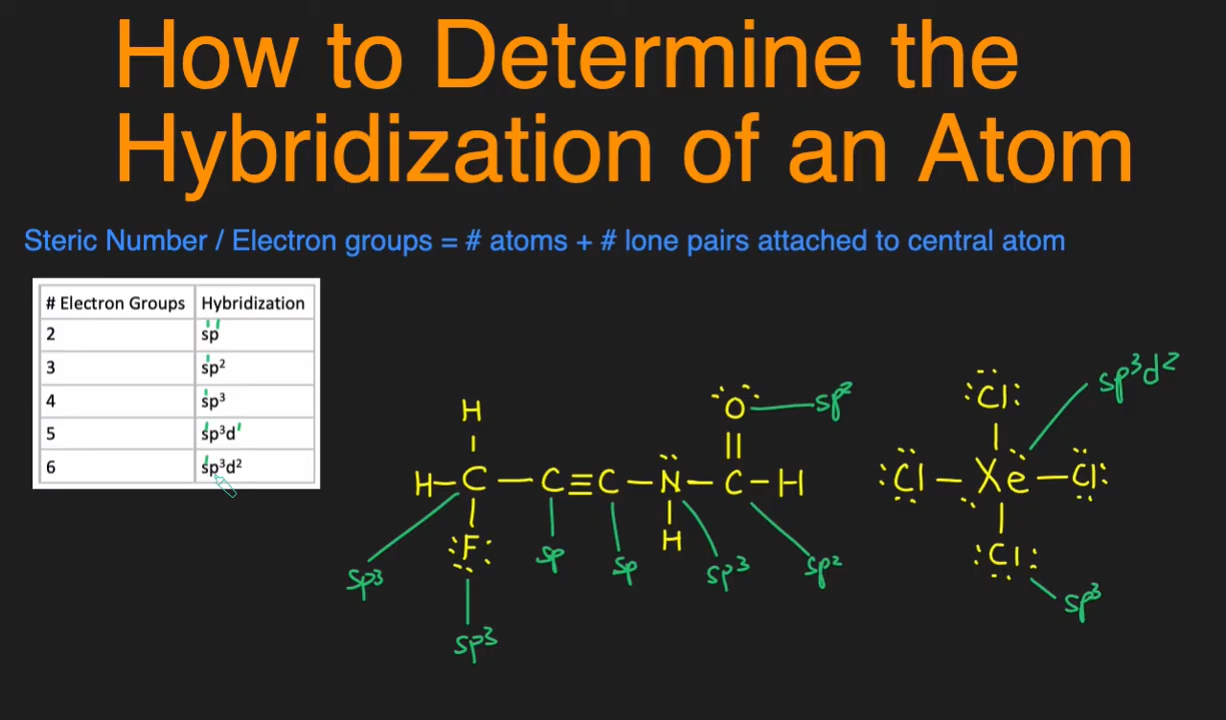 How to Determine the
Hybridization of an Atom
Steric Number / Electron groups = # atoms + # lone pairs attached to central atom
# Electron Groups Hybridization
2 sp
3 sp²
4 sp³
5 sp³d
6 sp³d²
sp³d²
:Cl:
H
O sp²
H-C-C≡C-N-C-H
:Cl-Xe-Cl:
F
H
:Cl:
sp³ sp sp sp³ sp²
sp³
sp³